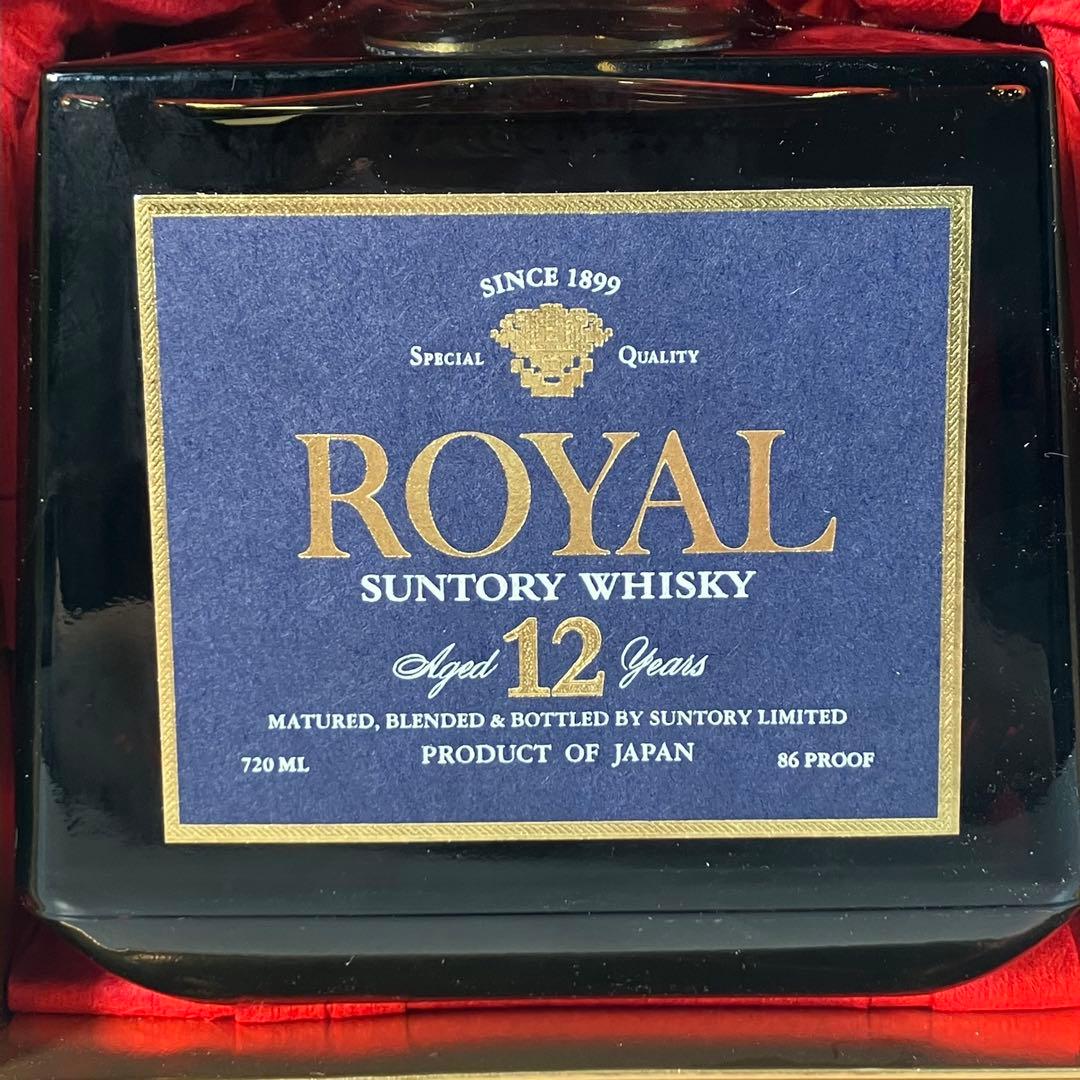 SINCE 1899
SPECIAL QUALITY
ROYAL
SUNTORY WHISKY
Aged 12 Years
MATURED, BLENDED & BOTTLED BY SUNTORY LIMITED
720 ML PRODUCT OF JAPAN 86 PROOF